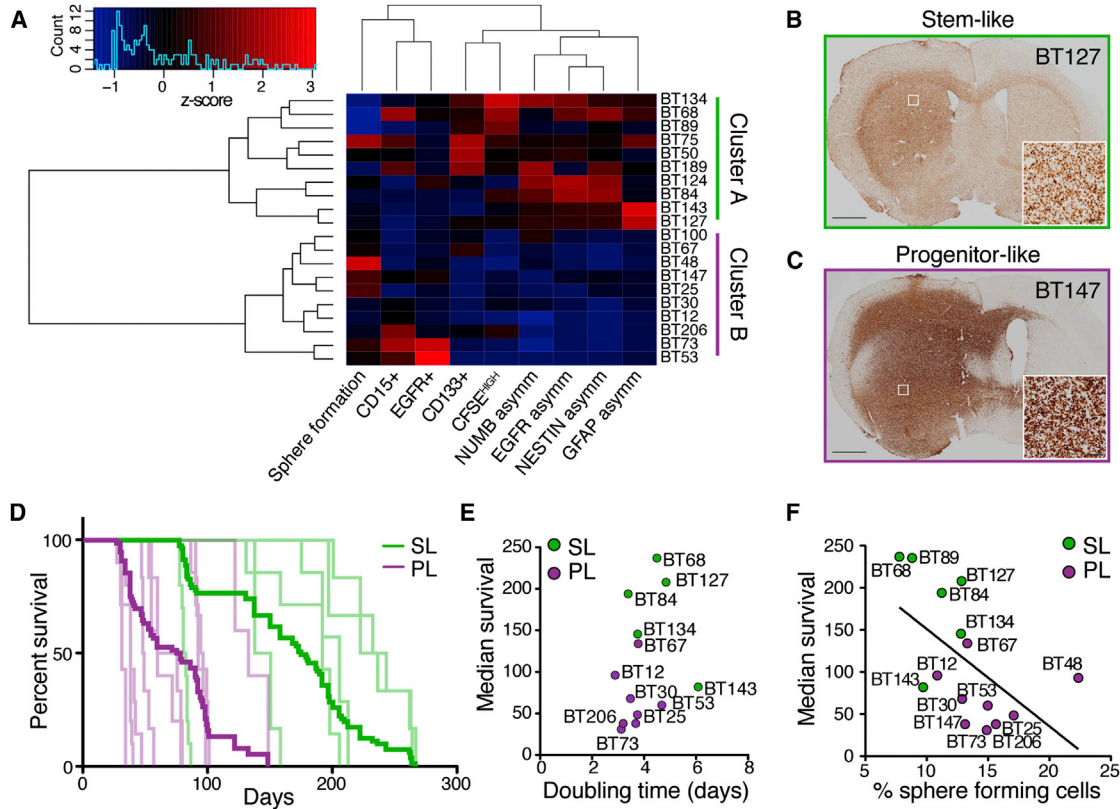 A
Count
0 4 8 12
−1 0 1 2 3
z-score
BT134
BT68
BT89
BT75
BT50
BT189
BT124
BT84
BT143
BT127
BT100
BT67
BT48
BT147
BT25
BT30
BT12
BT206
BT73
BT53
Cluster A
Cluster B
Sphere formation
CD15+
EGFR+
CD133+
CFSEHIGH
NUMB asymm
EGFR asymm
NESTIN asymm
GFAP asymm
B
Stem-like
BT127
C
Progenitor-like
BT147
D
Percent survival
100
50
0
0 100 200 300
Days
SL
PL
E
SL
PL
Median survival
250
200
150
100
50
0
0 2 4 6 8
Doubling time (days)
BT68
BT127
BT84
BT134
BT67
BT12
BT143
BT30
BT53
BT206
BT25
BT73
F
SL
PL
Median survival
250
200
150
100
50
0
5 10 15 20 25
% sphere forming cells
BT89
BT68
BT127
BT84
BT134
BT67
BT12
BT48
BT143
BT53
BT30
BT147
BT25
BT73
BT206